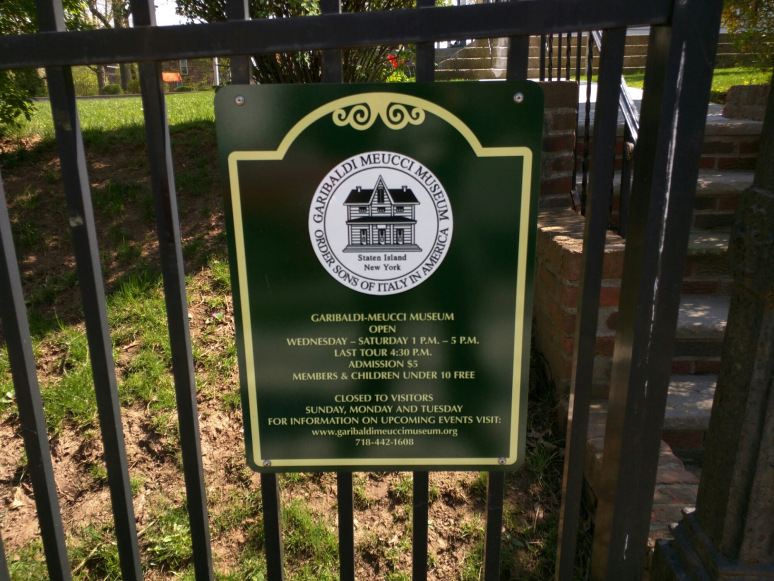 GARIBALDI MEUCCI MUSEUM
ORDER SONS OF ITALY IN AMERICA
Staten Island
New York
GARIBALDI-MEUCCI MUSEUM
OPEN
WEDNESDAY – SATURDAY 1 P.M. – 5 P.M.
LAST TOUR 4:30 P.M.
ADMISSION $5
MEMBERS & CHILDREN UNDER 10 FREE
CLOSED TO VISITORS
SUNDAY, MONDAY AND TUESDAY
FOR INFORMATION ON UPCOMING EVENTS VISIT:
www.garibaldimeuccimuseum.org
718-442-1608